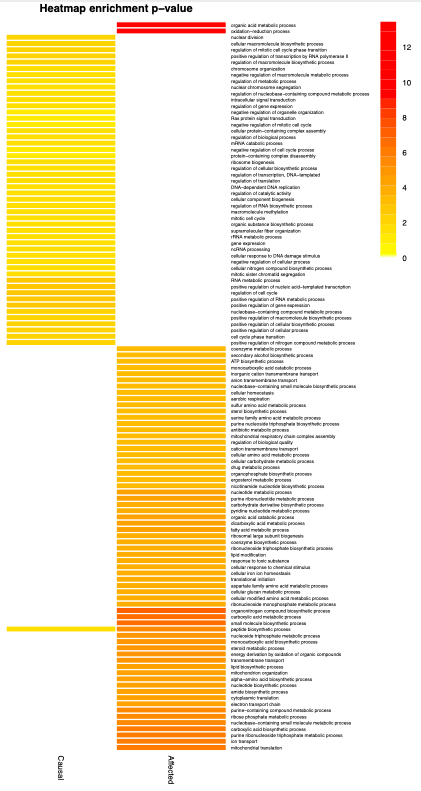 Heatmap enrichment p-value
organic acid metabolic process
oxidation-reduction process
nuclear division
cellular macromolecule biosynthetic process
regulation of mitotic cell cycle phase transition
positive regulation of transcription by RNA polymerase II
regulation of macromolecule biosynthetic process
chromosome organization
negative regulation of macromolecule metabolic process
regulation of metabolic process
nuclear chromosome segregation
regulation of nucleobase-containing compound metabolic process
intracellular signal transduction
regulation of gene expression
negative regulation of organelle organization
Ras protein signal transduction
negative regulation of mitotic cell cycle
cellular protein-containing complex assembly
regulation of biological process
mRNA catabolic process
negative regulation of cell cycle process
protein-containing complex disassembly
ribosome biogenesis
regulation of cellular biosynthetic process
regulation of transcription, DNA-templated
regulation of translation
DNA-dependent DNA replication
regulation of catalytic activity
cellular component biogenesis
regulation of RNA biosynthetic process
macromolecule methylation
mitotic cell cycle
organic substance biosynthetic process
supramolecular fiber organization
rRNA metabolic process
gene expression
ncRNA processing
cellular response to DNA damage stimulus
negative regulation of cellular process
cellular nitrogen compound biosynthetic process
mitotic sister chromatid segregation
RNA metabolic process
positive regulation of nucleic acid-templated transcription
regulation of cell cycle
positive regulation of RNA metabolic process
positive regulation of gene expression
nucleobase-containing compound metabolic process
positive regulation of macromolecule biosynthetic process
positive regulation of cellular biosynthetic process
positive regulation of cellular process
cell cycle phase transition
positive regulation of nitrogen compound metabolic process
coenzyme metabolic process
secondary alcohol biosynthetic process
ATP biosynthetic process
monocarboxylic acid catabolic process
inorganic cation transmembrane transport
anion transmembrane transport
nucleobase-containing small molecule biosynthetic process
cellular homeostasis
aerobic respiration
sulfur amino acid metabolic process
sterol biosynthetic process
serine family amino acid metabolic process
purine nucleoside triphosphate biosynthetic process
antibiotic metabolic process
mitochondrial respiratory chain complex assembly
regulation of biological quality
cation transmembrane transport
cellular amino acid metabolic process
cellular carbohydrate metabolic process
drug metabolic process
organophosphate biosynthetic process
ergosterol metabolic process
nicotinamide nucleotide biosynthetic process
nucleotide metabolic process
purine ribonucleotide metabolic process
carbohydrate derivative biosynthetic process
pyridine nucleotide metabolic process
organic acid catabolic process
dicarboxylic acid metabolic process
fatty acid metabolic process
ribosomal large subunit biogenesis
coenzyme biosynthetic process
ribonucleoside triphosphate biosynthetic process
lipid modification
response to toxic substance
cellular response to chemical stimulus
cellular iron ion homeostasis
translational initiation
aspartate family amino acid metabolic process
cellular glucan metabolic process
cellular modified amino acid metabolic process
ribonucleoside monophosphate metabolic process
organonitrogen compound biosynthetic process
carboxylic acid metabolic process
small molecule biosynthetic process
peptide biosynthetic process
nucleoside triphosphate metabolic process
monocarboxylic acid biosynthetic process
steroid metabolic process
energy derivation by oxidation of organic compounds
transmembrane transport
lipid biosynthetic process
mitochondrion organization
alpha-amino acid biosynthetic process
nucleotide biosynthetic process
amide biosynthetic process
cytoplasmic translation
electron transport chain
purine-containing compound metabolic process
ribose phosphate metabolic process
nucleobase-containing small molecule metabolic process
carboxylic acid biosynthetic process
purine ribonucleoside triphosphate metabolic process
ion transport
mitochondrial translation
12
10
8
6
4
2
0
Causal
Affected